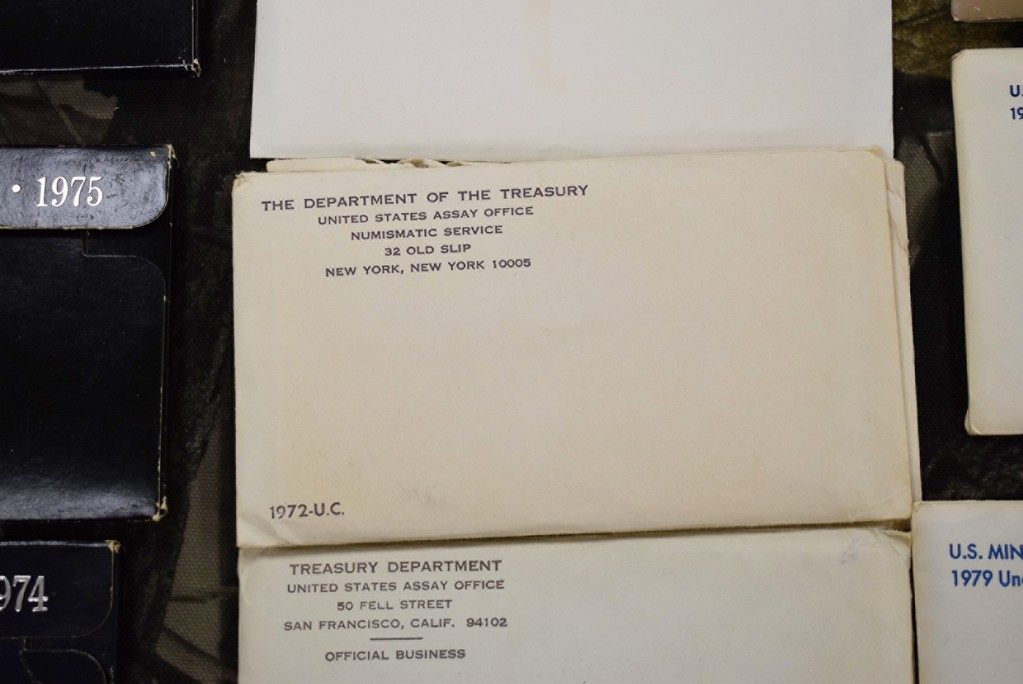 · 1975
974
THE DEPARTMENT OF THE TREASURY
UNITED STATES ASSAY OFFICE
NUMISMATIC SERVICE
32 OLD SLIP
NEW YORK, NEW YORK 10005
1972-U.C.
TREASURY DEPARTMENT
UNITED STATES ASSAY OFFICE
50 FELL STREET
SAN FRANCISCO, CALIF. 94102
OFFICIAL BUSINESS
U.
19
U.S. MIN
1979 Unc